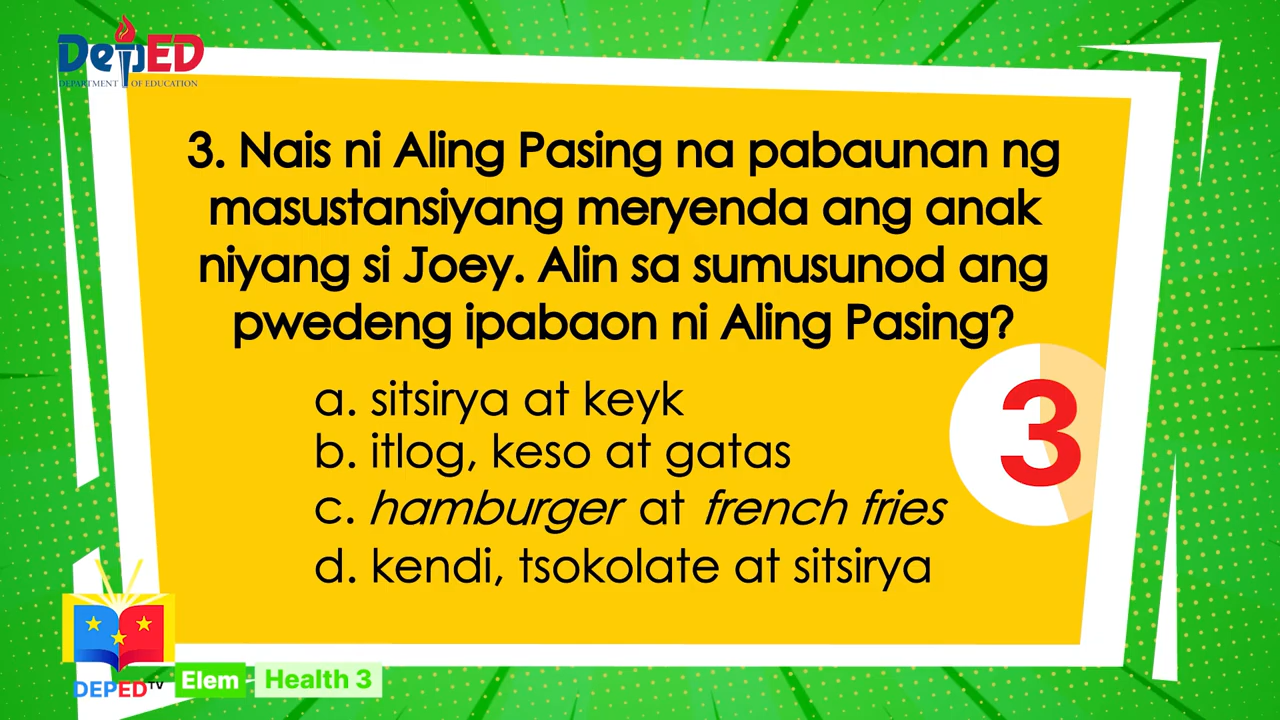 DepED
DEPARTMENT OF EDUCATION
3. Nais ni Aling Pasing na pabaunan ng
masustansiyang meryenda ang anak
niyang si Joey. Alin sa sumusunod ang
pwedeng ipabaon ni Aling Pasing?
a. sitsirya at keyk
b. itlog, keso at gatas
c. hamburger at french fries
d. kendi, tsokolate at sitsirya
3
DEPED TV Elem Health 3